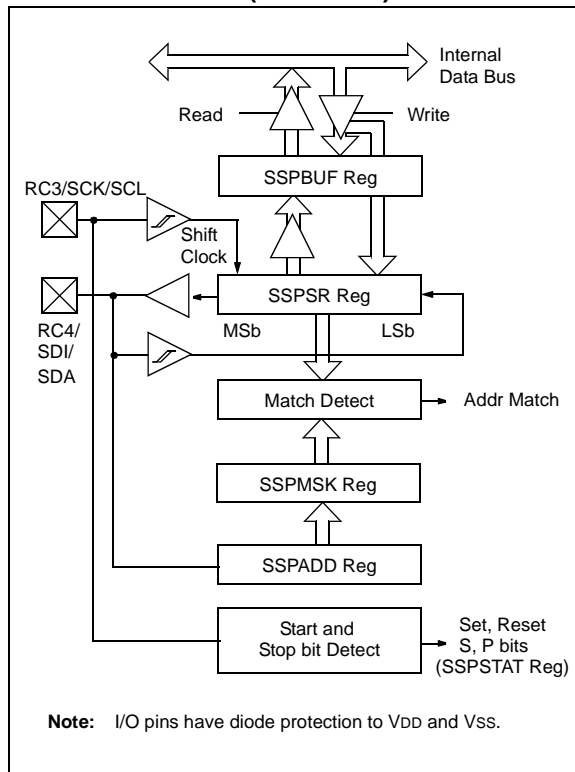 Internal
Data Bus
Read
Write
SSPBUF Reg
RC3/SCK/SCL
Shift
Clock
SSPSR Reg
MSb
LSb
RC4/
SDI/
SDA
Match Detect
Addr Match
SSPMSK Reg
SSPADD Reg
Start and
Stop bit Detect
Set, Reset
S, P bits
(SSPSTAT Reg)
Note: I/O pins have diode protection to VDD and VSS.